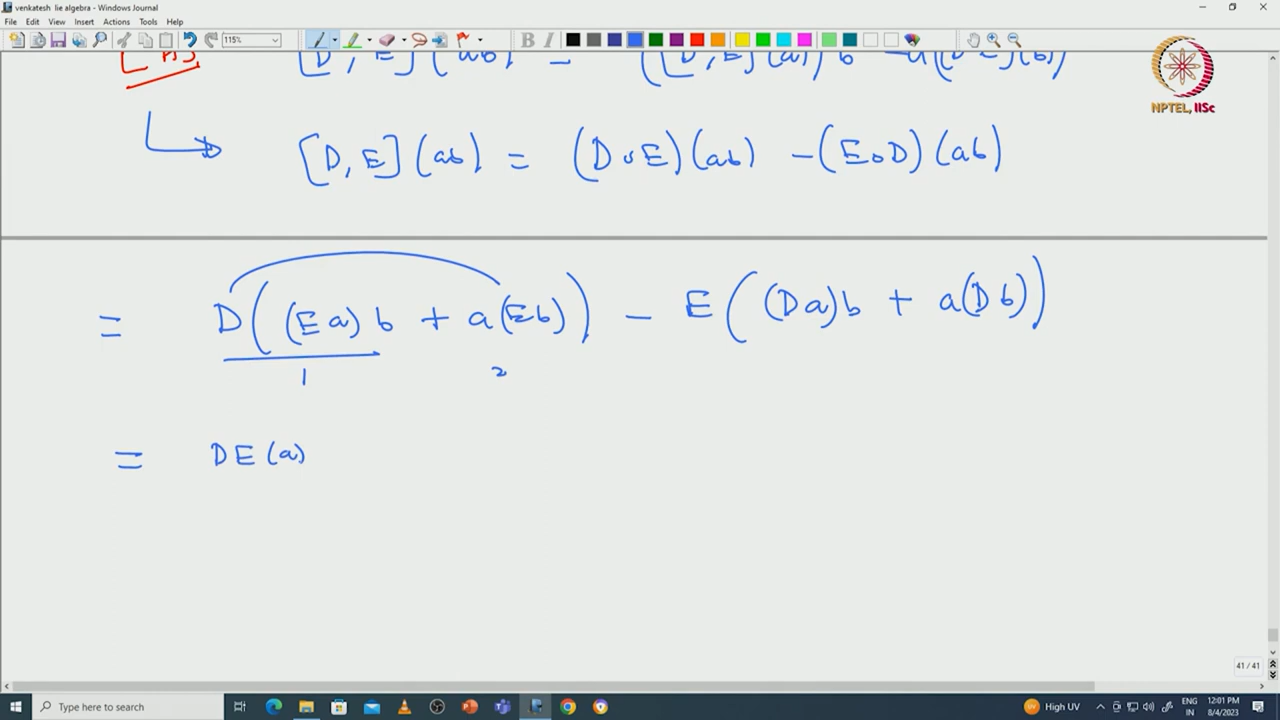 venkatesh lie algebra - Windows Journal
File Edit View Insert Actions Tools Help
115%
B I
[D, E](ab) = ([D, E](a)) b
NPTEL, IISc
[D, E](ab) = (D∘E)(ab) - (E∘D)(ab)
= D((Ea)b + a(Eb)) - E((Da)b + a(Db))
1 2
= DE(a)
41 / 41
Type here to search
High UV
ENG
IN
12:01 PM
8/4/2023